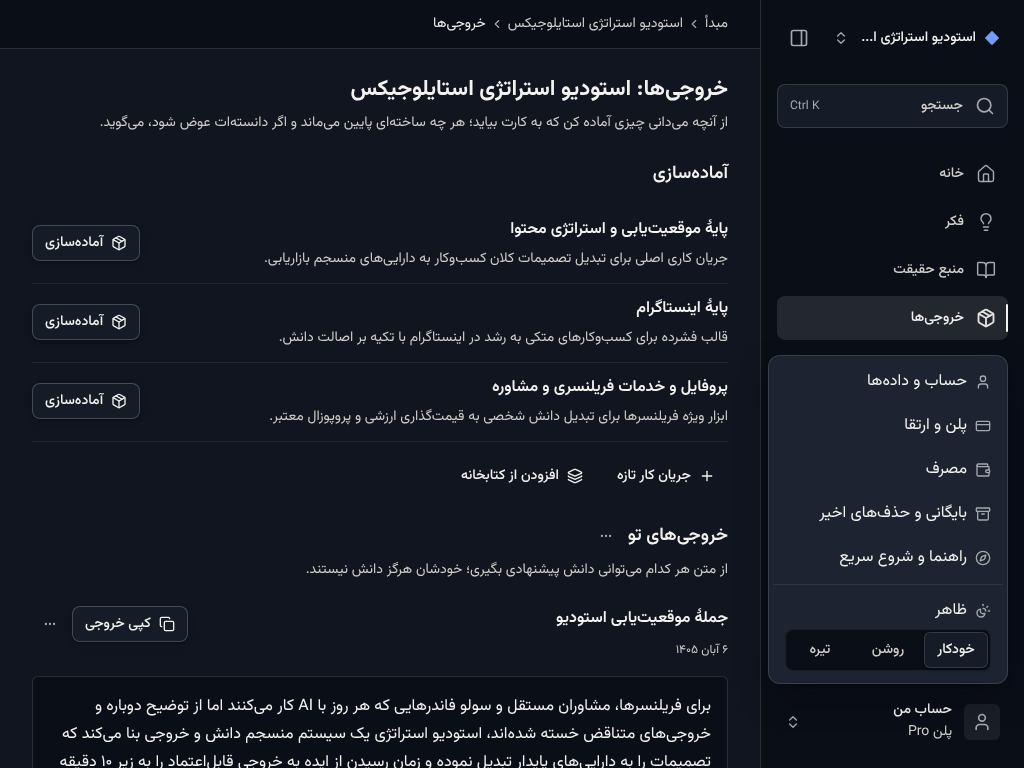 استودیو استراتژی ا...
جستجو
Ctrl K
خانه
فکر
منبع حقیقت
خروجی‌ها
حساب و داده‌ها
پلن و ارتقا
مصرف
بایگانی و حذف‌های اخیر
راهنما و شروع سریع
ظاهر
خودکار روشن تیره
حساب من
پلن Pro
مبدأ › استودیو استراتژی استایلوجیکس › خروجی‌ها
خروجی‌ها: استودیو استراتژی استایلوجیکس
از آنچه می‌دانی چیزی آماده کن که به کارت بیاید؛ هر چه ساخته‌ای پایین می‌ماند و اگر دانسته‌ات عوض شود، می‌گوید.
آماده‌سازی
پایهٔ موقعیت‌یابی و استراتژی محتوا
جریان کاری اصلی برای تبدیل تصمیمات کلان کسب‌وکار به دارایی‌های منسجم بازاریابی.
آماده‌سازی
پایهٔ اینستاگرام
قالب فشرده برای کسب‌وکارهای متکی به رشد در اینستاگرام با تکیه بر اصالت دانش.
آماده‌سازی
پروفایل و خدمات فریلنسری و مشاوره
ابزار ویژه فریلنسرها برای تبدیل دانش شخصی به قیمت‌گذاری ارزشی و پروپوزال معتبر.
آماده‌سازی
جریان کار تازه
افزودن از کتابخانه
خروجی‌های تو
از متن هر کدام می‌توانی دانش پیشنهادی بگیری؛ خودشان هرگز دانش نیستند.
جملهٔ موقعیت‌یابی استودیو
۶ آبان ۱۴۰۵
کپی خروجی
برای فریلنسرها، مشاوران مستقل و سولو فاندرهایی که هر روز با AI کار می‌کنند اما از توضیح دوباره و
خروجی‌های متناقض خسته شده‌اند، استودیو استراتژی یک سیستم منسجم دانش و خروجی بنا می‌کند که
تصمیمات را به دارایی‌های پایدار تبدیل نموده و زمان رسیدن از ایده به خروجی قابل‌اعتماد را به زیر ۱۰ دقیقه